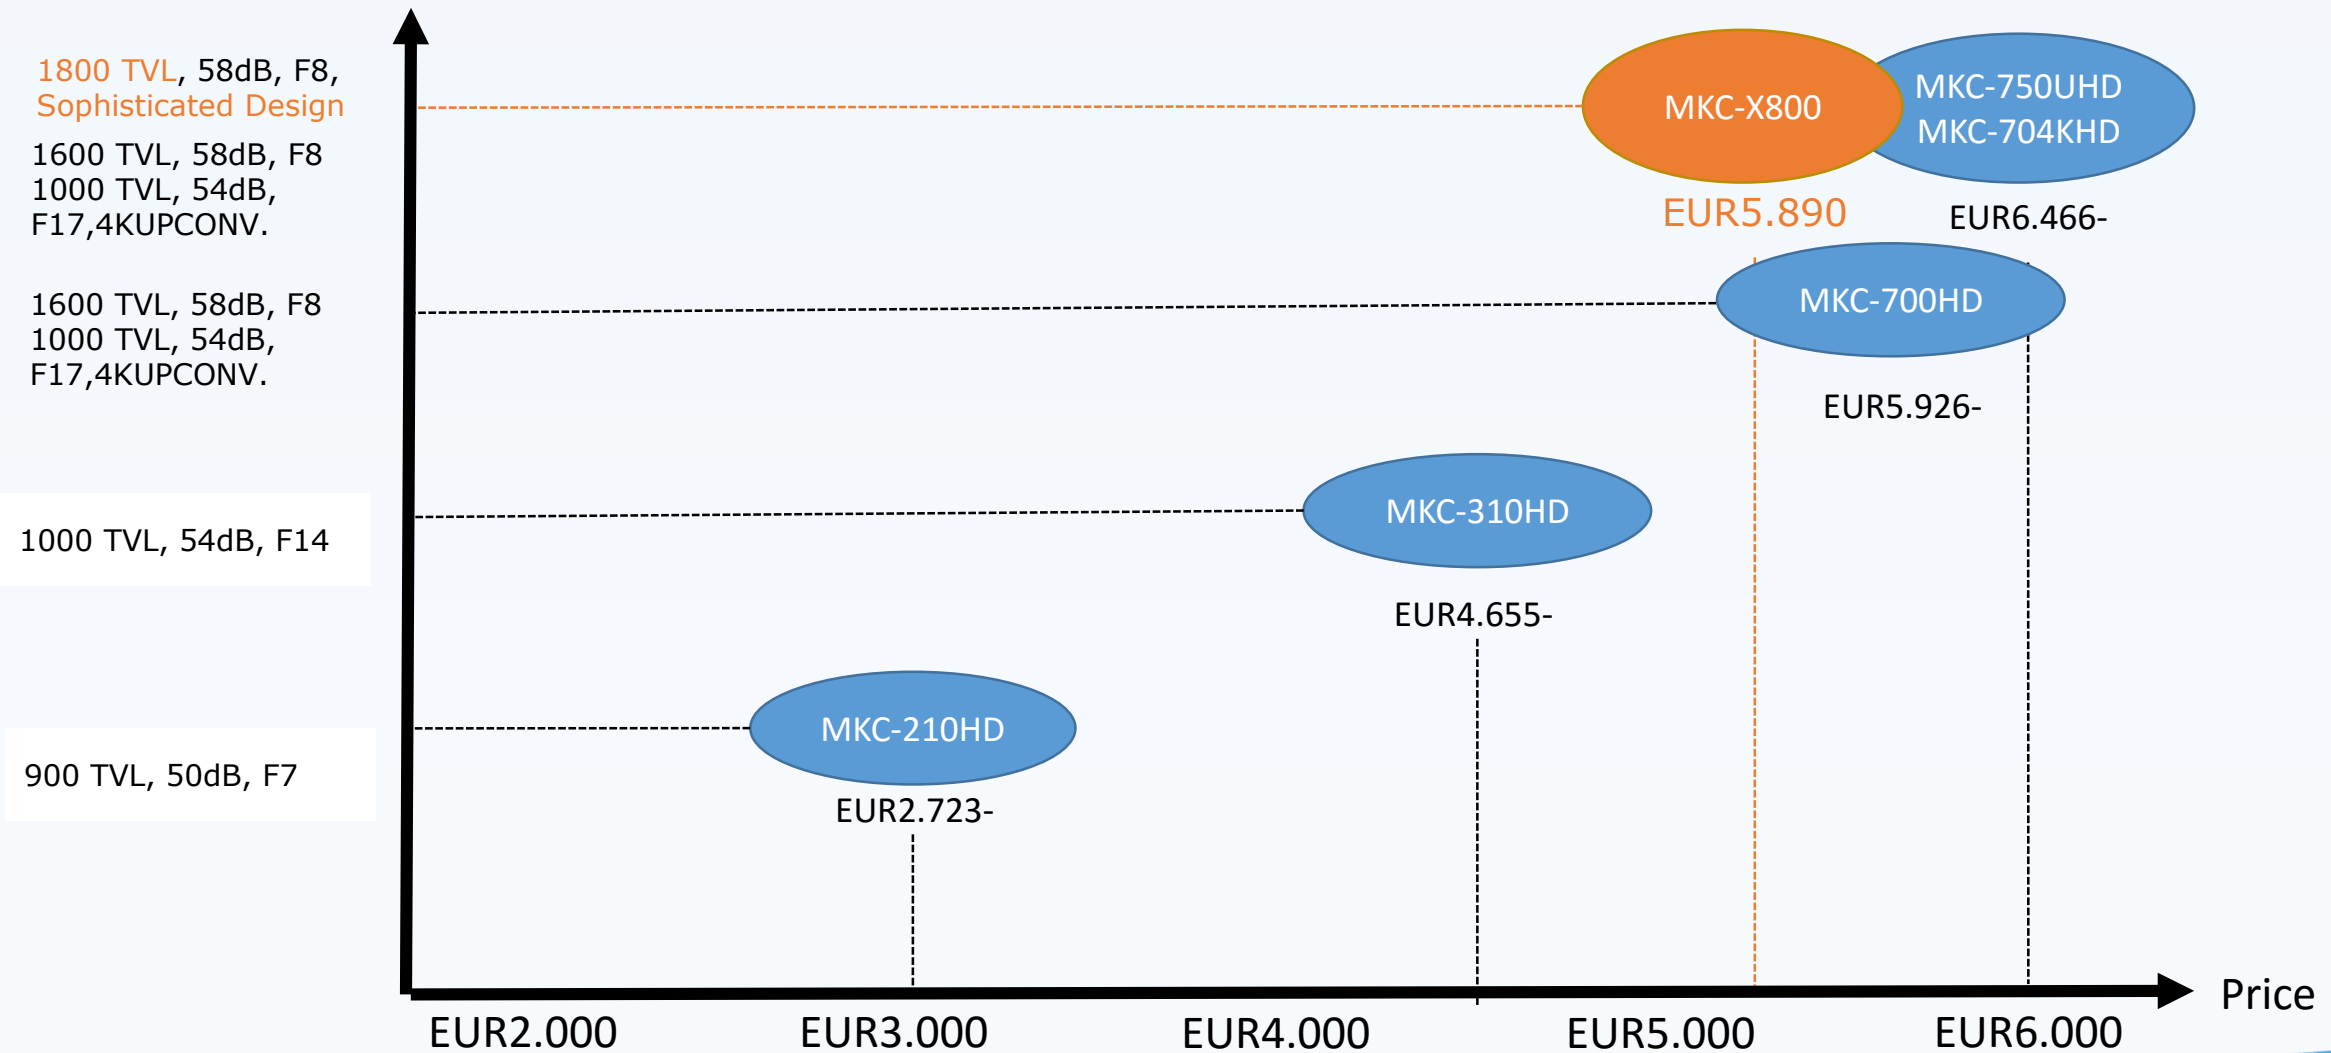 1800 TVL, 58dB, F8,
Sophisticated Design
1600 TVL, 58dB, F8
1000 TVL, 54dB,
F17,4KUPCONV.
MKC-X800
MKC-750UHD
MKC-704KHD
EUR5.890
EUR6.466-
1600 TVL, 58dB, F8
1000 TVL, 54dB,
F17,4KUPCONV.
MKC-700HD
EUR5.926-
1000 TVL, 54dB, F14
MKC-310HD
EUR4.655-
900 TVL, 50dB, F7
MKC-210HD
EUR2.723-
Price
EUR2.000 EUR3.000 EUR4.000 EUR5.000 EUR6.000